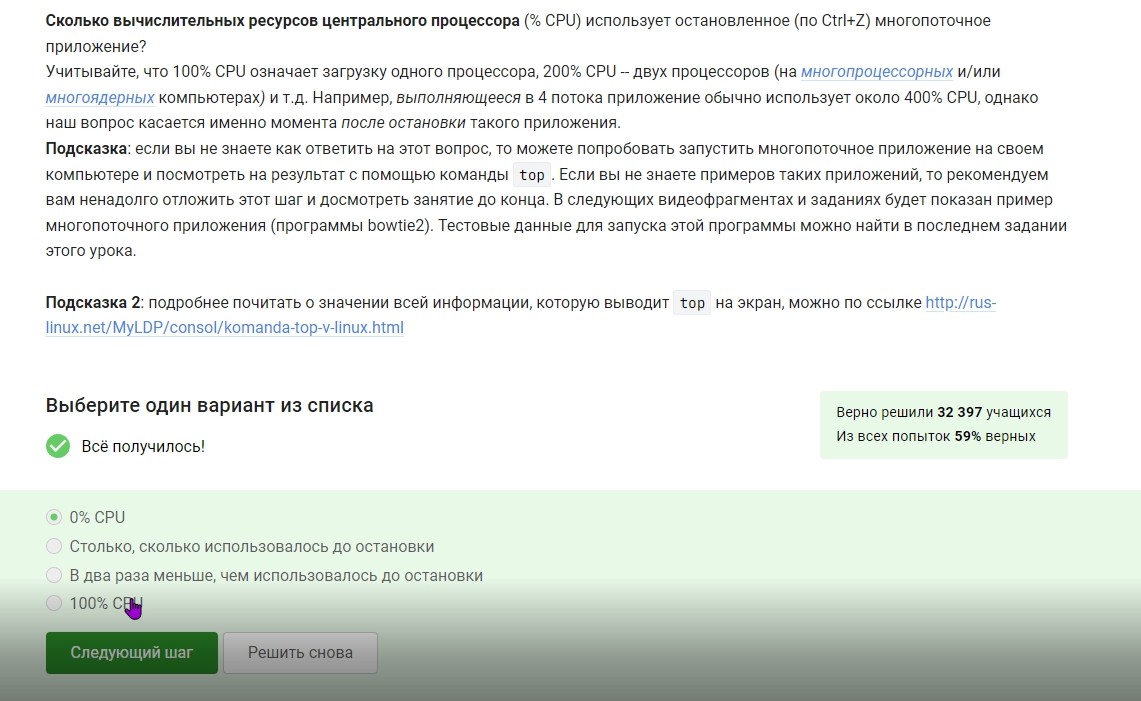 Сколько вычислительных ресурсов центрального процессора (% CPU) использует остановленное (по Ctrl+Z) многопоточное
приложение?
Учитывайте, что 100% CPU означает загрузку одного процессора, 200% CPU -- двух процессоров (на многопроцессорных и/или
многоядерных компьютерах) и т.д. Например, выполняющееся в 4 потока приложение обычно использует около 400% CPU, однако
наш вопрос касается именно момента после остановки такого приложения.
Подсказка: если вы не знаете как ответить на этот вопрос, то можете попробовать запустить многопоточное приложение на своем
компьютере и посмотреть на результат с помощью команды top. Если вы не знаете примеров таких приложений, то рекомендуем
вам ненадолго отложить этот шаг и досмотреть занятие до конца. В следующих видеофрагментах и заданиях будет показан пример
многопоточного приложения (программы bowtie2). Тестовые данные для запуска этой программы можно найти в последнем задании
этого урока.
Подсказка 2: подробнее почитать о значении всей информации, которую выводит top на экран, можно по ссылке http://rus-
linux.net/MyLDP/consol/komanda-top-v-linux.html
Выберите один вариант из списка
Всё получилось!
Верно решили 32 397 учащихся
Из всех попыток 59% верных
0% CPU
Столько, сколько использовалось до остановки
В два раза меньше, чем использовалось до остановки
100% CPU
Следующий шаг
Решить снова